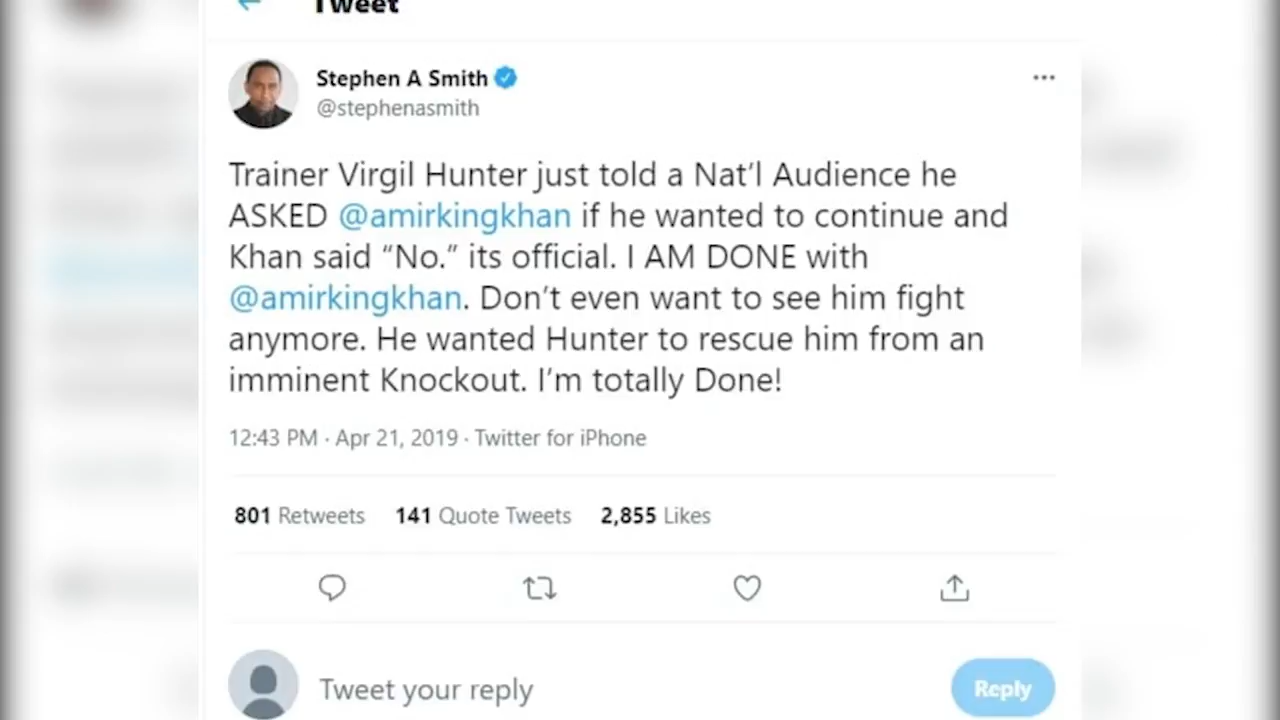 Tweet
Stephen A Smith
@stephenasmith
Trainer Virgil Hunter just told a Nat’l Audience he
ASKED @amirkingkhan if he wanted to continue and
Khan said “No.” its official. I AM DONE with
@amirkingkhan. Don’t even want to see him fight
anymore. He wanted Hunter to rescue him from an
imminent Knockout. I’m totally Done!
12:43 PM · Apr 21, 2019 · Twitter for iPhone
801 Retweets 141 Quote Tweets 2,855 Likes
Tweet your reply
Reply